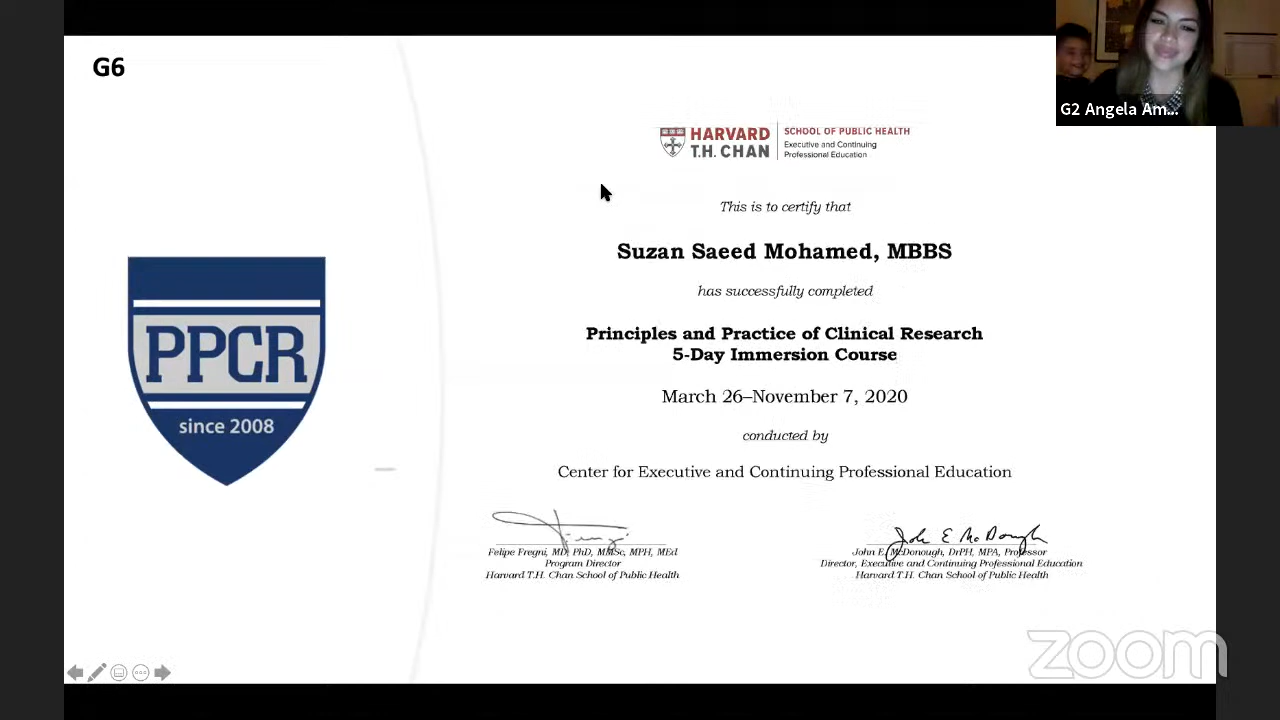 G6
G2 Angela Am...
HARVARD
T.H. CHAN
SCHOOL OF PUBLIC HEALTH
Executive and Continuing
Professional Education
This is to certify that
Suzan Saeed Mohamed, MBBS
has successfully completed
Principles and Practice of Clinical Research
5-Day Immersion Course
March 26–November 7, 2020
conducted by
Center for Executive and Continuing Professional Education
PPCR
since 2008
John E McDonough
Felipe Fregni, MD, PhD, MMSc, MPH, MEd
Program Director
Harvard T.H. Chan School of Public Health
John E. McDonough, DrPH, MPA, Professor
Director, Executive and Continuing Professional Education
Harvard T.H. Chan School of Public Health
zoom